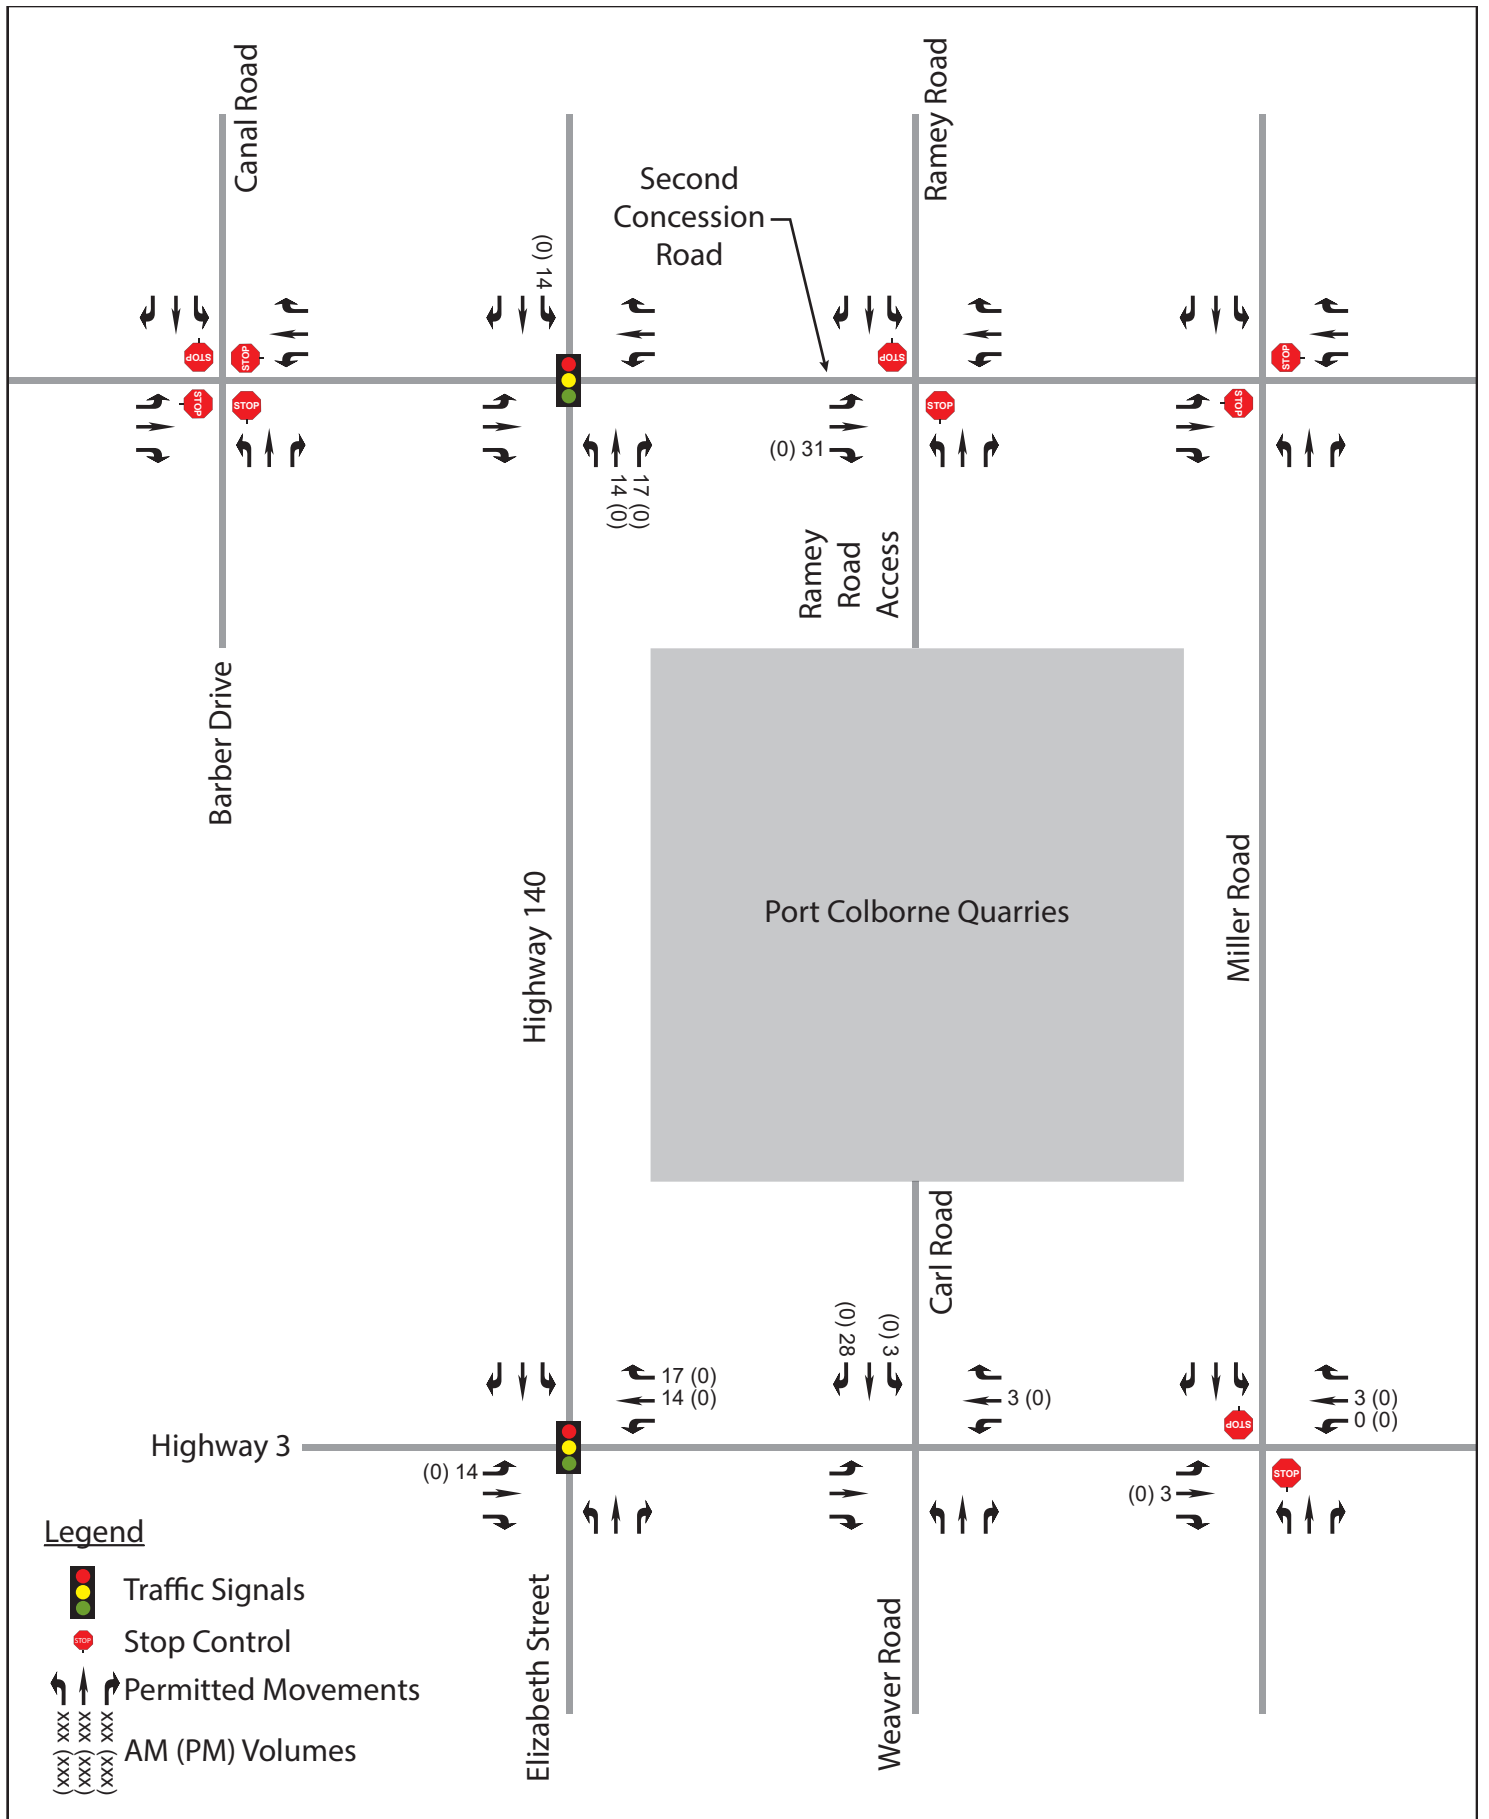 Canal Road
Ramey Road
Second
Concession
Road
(0) 14
STOP
STOP
STOP
STOP
STOP
STOP
STOP
STOP
(0) 31
17 (0)
14 (0)
Ramey
Road
Access
Barber Drive
Highway 140
Port Colborne Quarries
Miller Road
Carl Road
(0) 28
(0) 3
17 (0)
14 (0)
3 (0)
3 (0)
0 (0)
STOP
STOP
Highway 3
(0) 14
(0) 3
Legend
Traffic Signals
STOP
Stop Control
Permitted Movements
xxx (xxx)
xxx (xxx)
xxx (xxx)
AM (PM) Volumes
Elizabeth Street
Weaver Road